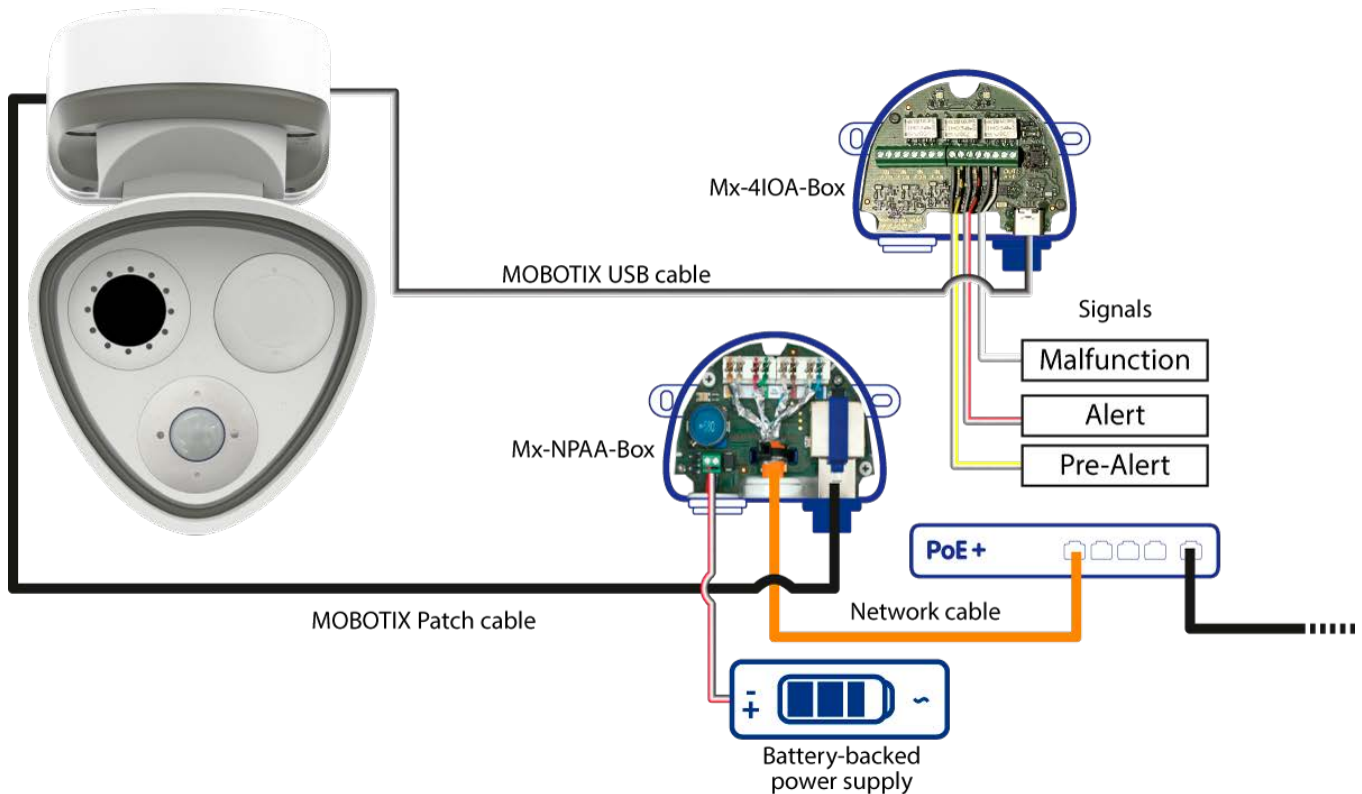 Mx-4IOA-Box
MOBOTIX USB cable
Signals
Malfunction
Alert
Pre-Alert
Mx-NPAA-Box
PoE+
MOBOTIX Patch cable
Network cable
- 
+
~
Battery-backed
power supply